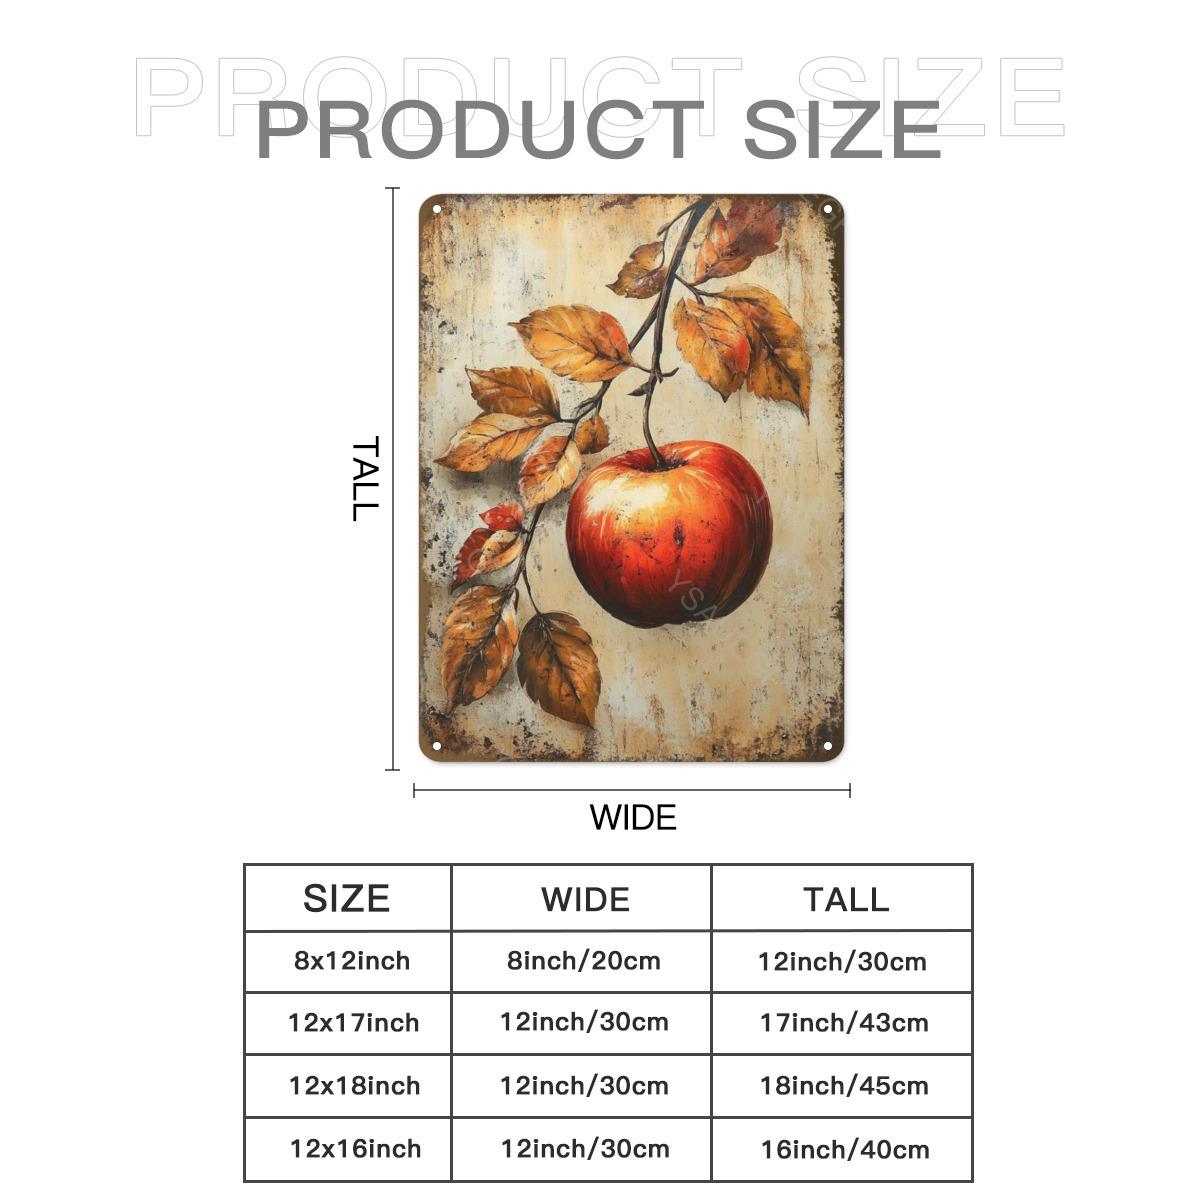 PRODUCT SIZE
PRODUCT SIZE
TALL
WIDE
SIZE WIDE TALL
8x12inch 8inch/20cm 12inch/30cm
12x17inch 12inch/30cm 17inch/43cm
12x18inch 12inch/30cm 18inch/45cm
12x16inch 12inch/30cm 16inch/40cm